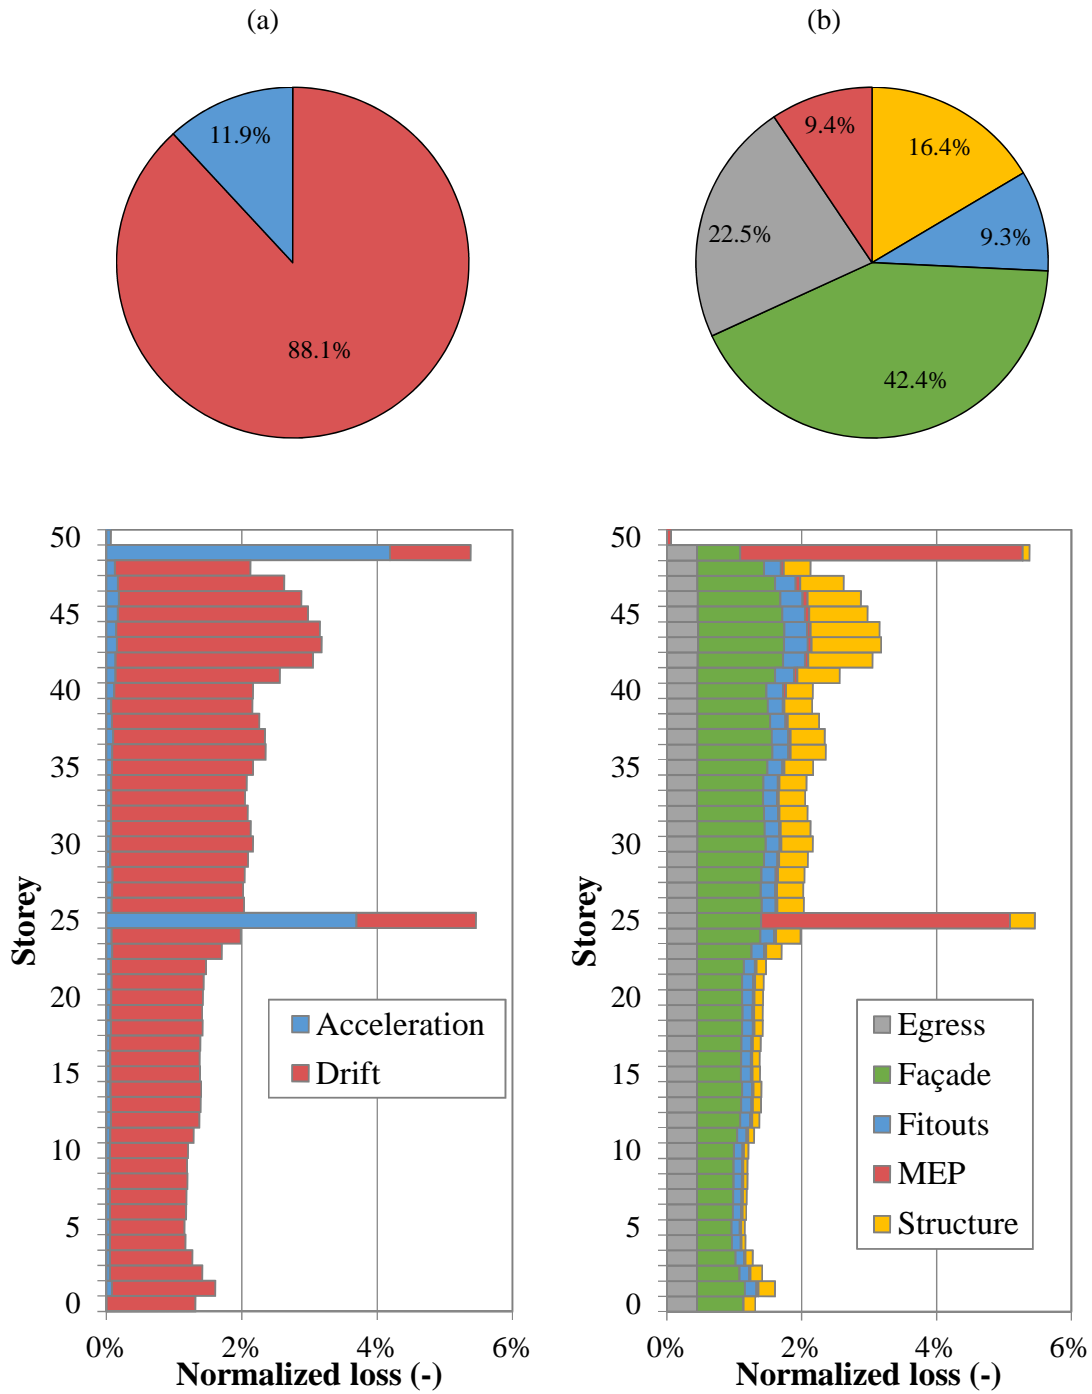 (a)
(b)
11.9%
88.1%
9.4%
16.4%
22.5%
9.3%
42.4%
Storey
50
45
40
35
30
25
20
15
10
5
0
Acceleration
Drift
0% 2% 4% 6%
Normalized loss (-)
Storey
50
45
40
35
30
25
20
15
10
5
0
Egress
Façade
Fitouts
MEP
Structure
0% 2% 4% 6%
Normalized loss (-)